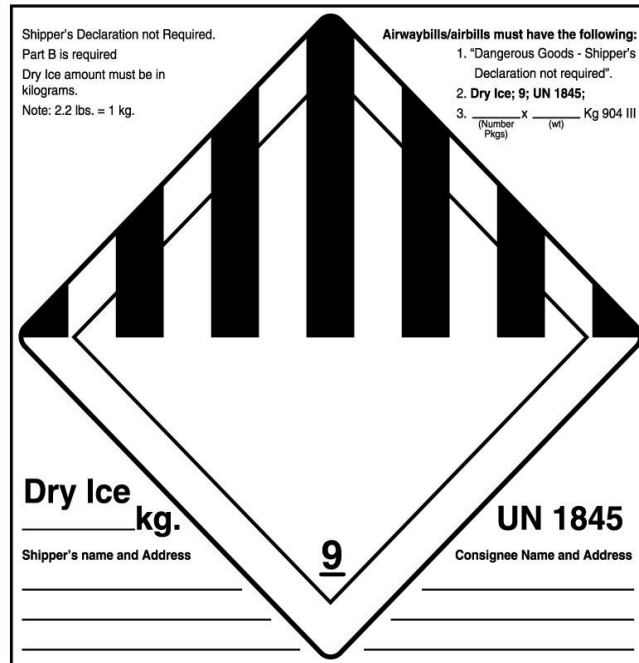 Shipper's Declaration not Required.
Part B is required
Dry Ice amount must be in
kilograms.
Note: 2.2 lbs. = 1 kg.
Airwaybills/airbills must have the following:
1. "Dangerous Goods - Shipper's
Declaration not required".
2. Dry Ice; 9; UN 1845;
3. ______ x ______ Kg 904 III
(Number
Pkgs)
(wt)
Dry Ice
________kg.
UN 1845
Shipper's name and Address
9
Consignee Name and Address